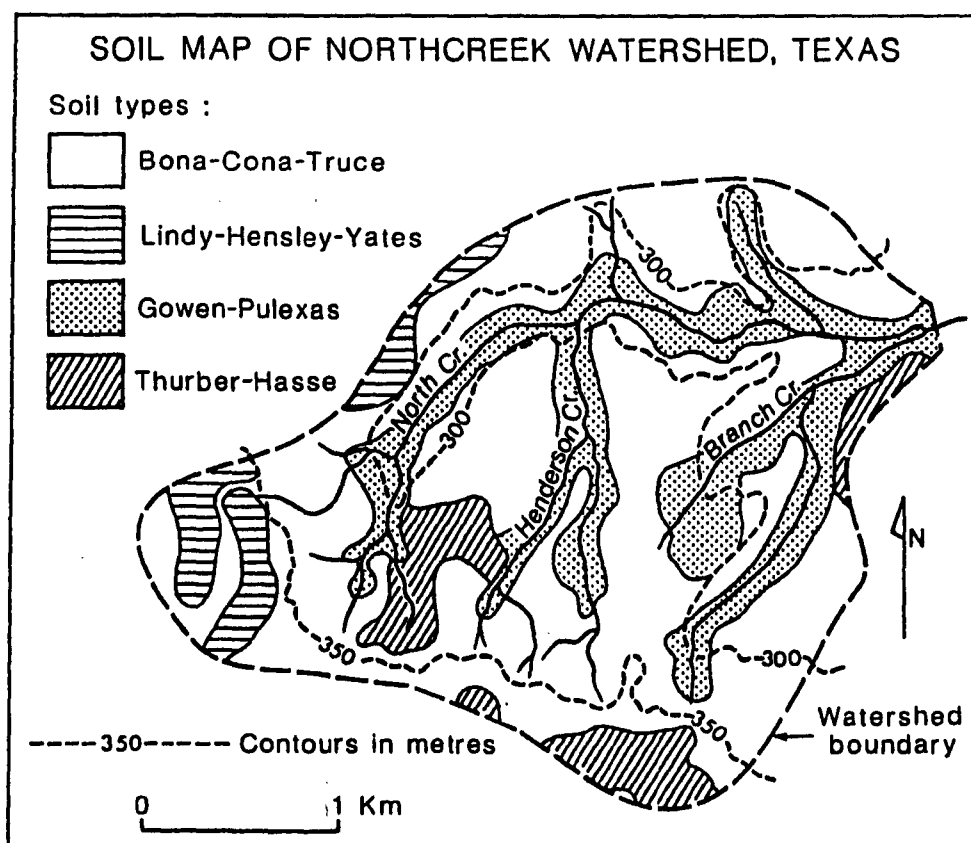 SOIL MAP OF NORTHCREEK WATERSHED, TEXAS
Soil types :
Bona-Cona-Truce
Lindy-Hensley-Yates
Gowen-Pulexas
Thurber-Hasse
300
North Cr.
300
Henderson Cr.
Branch Cr.
N
350
300
350
Watershed
boundary
350 Contours in metres
0 1 Km